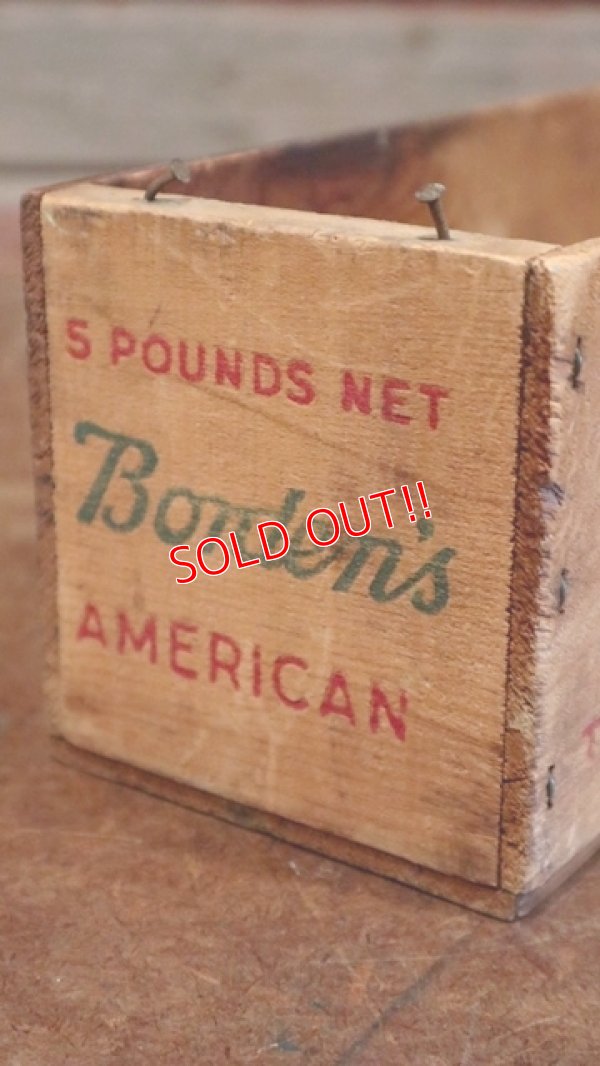 5 POUNDS NET
Borden's
SOLD OUT!!
AMERICAN